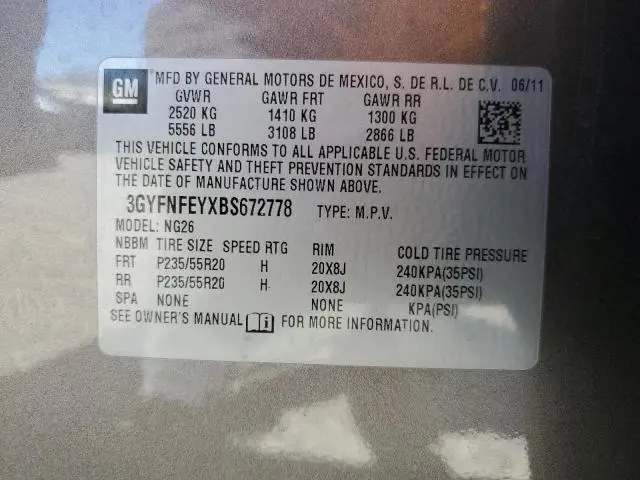 GM MFD BY GENERAL MOTORS DE MEXICO, S. DE R.L. DE C.V. 06/11
GVWR GAWR FRT GAWR RR
2520 KG 1410 KG 1300 KG
5556 LB 3108 LB 2866 LB
THIS VEHICLE CONFORMS TO ALL APPLICABLE U.S. FEDERAL MOTOR
VEHICLE SAFETY AND THEFT PREVENTION STANDARDS IN EFFECT ON
THE DATE OF MANUFACTURE SHOWN ABOVE.
3GYFNFEYXBS672778 TYPE: M.P.V.
MODEL: NG26
NBBM TIRE SIZE SPEED RTG RIM COLD TIRE PRESSURE
FRT P235/55R20 H 20X8J 240KPA(35PSI)
RR P235/55R20 H 20X8J 240KPA(35PSI)
SPA NONE NONE KPA(PSI)
SEE OWNER'S MANUAL FOR MORE INFORMATION.